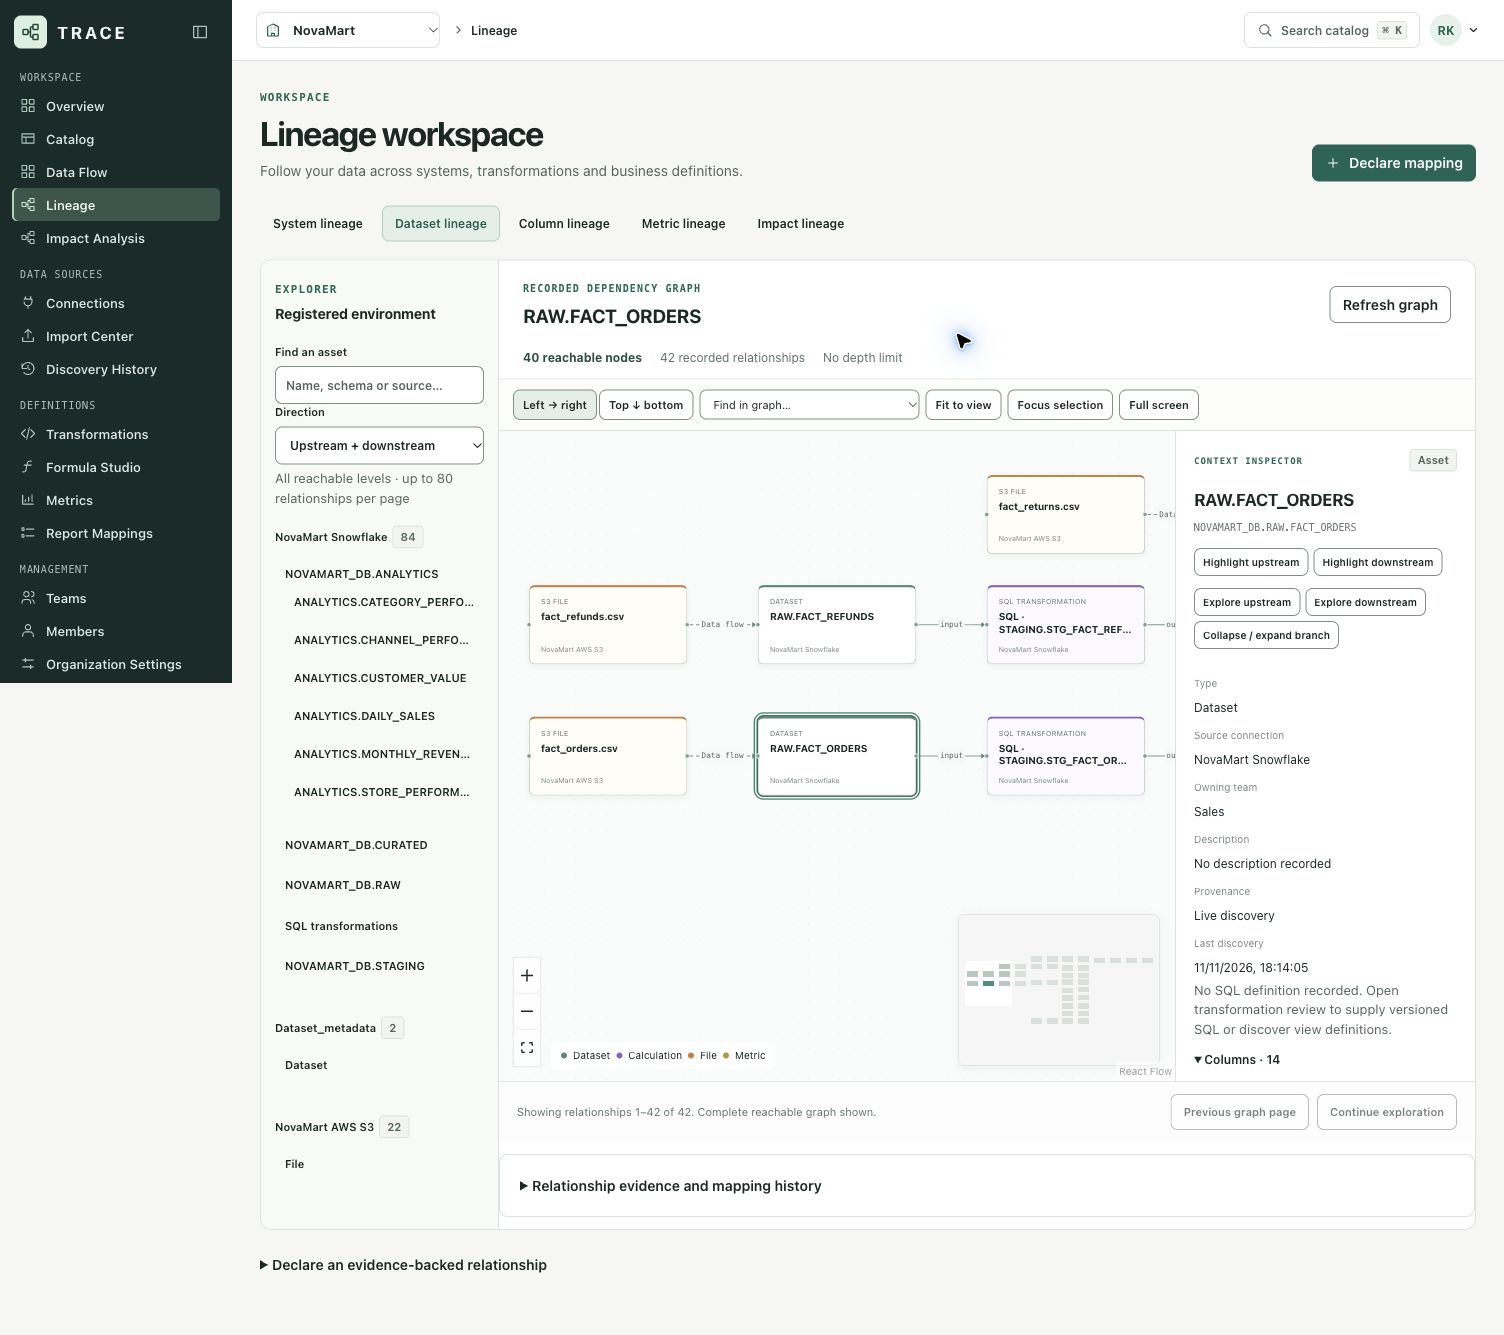 TRACE
WORKSPACE
Overview
Catalog
Data Flow
Lineage
Impact Analysis
DATA SOURCES
Connections
Import Center
Discovery History
DEFINITIONS
Transformations
Formula Studio
Metrics
Report Mappings
MANAGEMENT
Teams
Members
Organization Settings
NovaMart
Lineage
Search catalog ⌘ K
RK
WORKSPACE
Lineage workspace
Follow your data across systems, transformations and business definitions.
+ Declare mapping
System lineage
Dataset lineage
Column lineage
Metric lineage
Impact lineage
EXPLORER
Registered environment
Find an asset
Name, schema or source...
Direction
Upstream + downstream
All reachable levels · up to 80
relationships per page
NovaMart Snowflake 84
NOVAMART_DB.ANALYTICS
ANALYTICS.CATEGORY_PERFO...
ANALYTICS.CHANNEL_PERFO...
ANALYTICS.CUSTOMER_VALUE
ANALYTICS.DAILY_SALES
ANALYTICS.MONTHLY_REVEN...
ANALYTICS.STORE_PERFORM...
NOVAMART_DB.CURATED
NOVAMART_DB.RAW
SQL transformations
NOVAMART_DB.STAGING
Dataset_metadata 2
Dataset
NovaMart AWS S3 22
File
RECORDED DEPENDENCY GRAPH
RAW.FACT_ORDERS
40 reachable nodes 42 recorded relationships No depth limit
Refresh graph
Left → right
Top ↓ bottom
Find in graph...
Fit to view
Focus selection
Full screen
S3 FILE
fact_returns.csv
NovaMart AWS S3
Data
S3 FILE
fact_refunds.csv
NovaMart AWS S3
Data flow
DATASET
RAW.FACT_REFUNDS
NovaMart Snowflake
input
SQL TRANSFORMATION
SQL ·
STAGING.STG_FACT_REF...
NovaMart Snowflake
ou
S3 FILE
fact_orders.csv
NovaMart AWS S3
Data flow
DATASET
RAW.FACT_ORDERS
NovaMart Snowflake
input
SQL TRANSFORMATION
SQL ·
STAGING.STG_FACT_OR...
NovaMart Snowflake
ou
Dataset Calculation File Metric
React Flow
CONTEXT INSPECTOR
Asset
RAW.FACT_ORDERS
NOVAMART_DB.RAW.FACT_ORDERS
Highlight upstream
Highlight downstream
Explore upstream
Explore downstream
Collapse / expand branch
Type
Dataset
Source connection
NovaMart Snowflake
Owning team
Sales
Description
No description recorded
Provenance
Live discovery
Last discovery
11/11/2026, 18:14:05
No SQL definition recorded. Open
transformation review to supply versioned
SQL or discover view definitions.
▼ Columns · 14
Showing relationships 1–42 of 42. Complete reachable graph shown.
Previous graph page
Continue exploration
▶ Relationship evidence and mapping history
▶ Declare an evidence-backed relationship